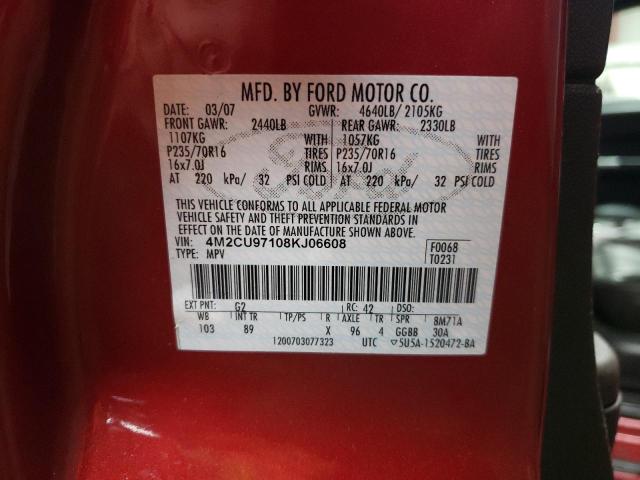 MFD. BY FORD MOTOR CO.
DATE: 03/07 GVWR: 4640LB/ 2105KG
FRONT GAWR: 2440LB REAR GAWR: 2330LB
1107KG WITH 1057KG WITH
P235/70R16 TIRES P235/70R16 TIRES
16x7.0J RIMS 16x7.0J RIMS
AT 220 kPa/ 32 PSI COLD AT 220 kPa/ 32 PSI COLD
Ford
THIS VEHICLE CONFORMS TO ALL APPLICABLE FEDERAL MOTOR
VEHICLE SAFETY AND THEFT PREVENTION STANDARDS IN
EFFECT ON THE DATE OF MANUFACTURE SHOWN ABOVE.
VIN: 4M2CU97108KJ06608 F0068
TYPE: MPV T0231
EXT PNT: G2 RC: 42 DSO:
WB INT TR TP/PS R AXLE TR SPR 8M71A
103 89 X 96 4 GGBB 30A
1200703077323 UTC ▽5U5A-1520472-BA